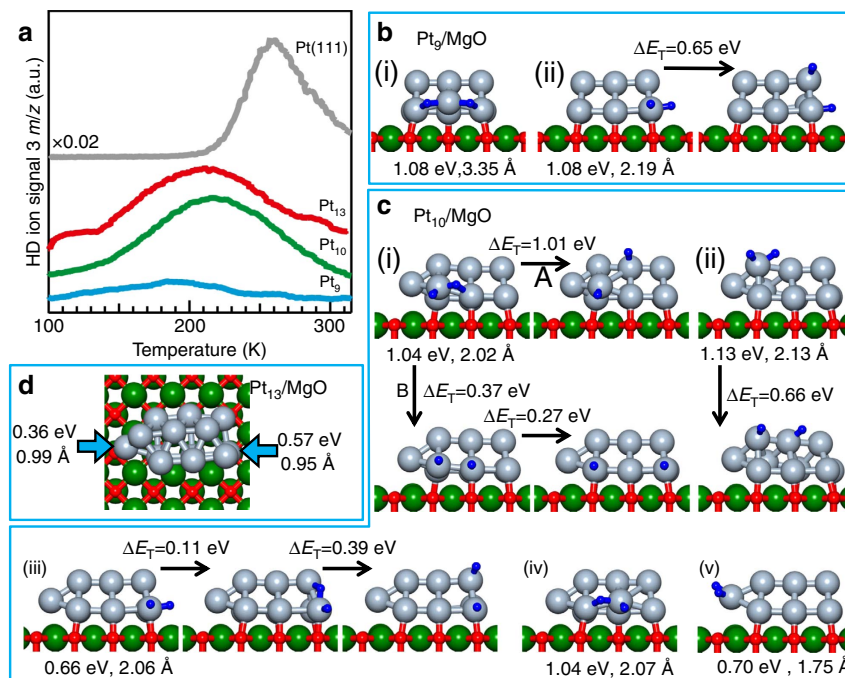 a
HD ion signal 3 m/z (a.u.)
Pt(111)
×0.02
Pt13
Pt10
Pt9
100 200 300
Temperature (K)
b Pt9/MgO
(i)
1.08 eV,3.35 Å
(ii)
ΔET=0.65 eV
1.08 eV, 2.19 Å
c Pt10/MgO
(i)
ΔET=1.01 eV
A
1.04 eV, 2.02 Å
(ii)
1.13 eV, 2.13 Å
B
ΔET=0.37 eV
ΔET=0.27 eV
ΔET=0.66 eV
d Pt13/MgO
0.36 eV
0.99 Å
0.57 eV
0.95 Å
(iii)
ΔET=0.11 eV
ΔET=0.39 eV
0.66 eV, 2.06 Å
(iv)
1.04 eV, 2.07 Å
(v)
0.70 eV , 1.75 Å